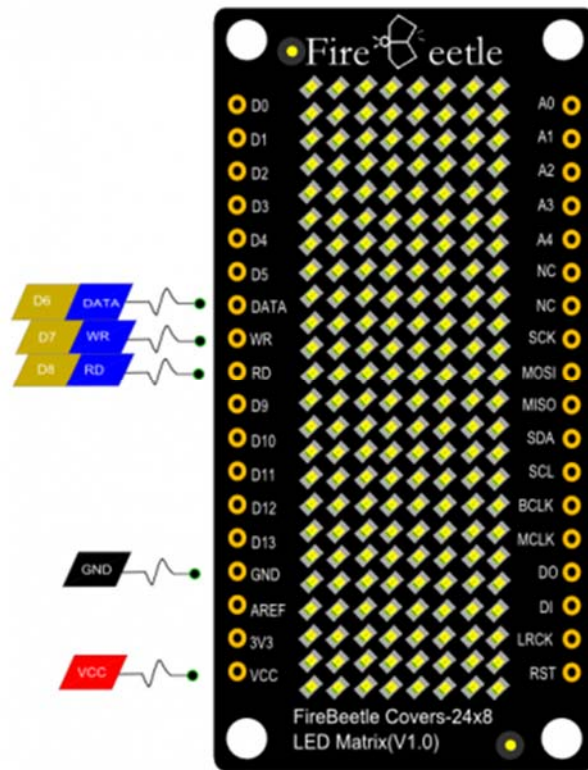 Fire eetle
D0
D1
D2
D3
D4
D5
DATA
WR
RD
D9
D10
D11
D12
D13
GND
AREF
3V3
VCC
A0
A1
A2
A3
A4
NC
NC
SCK
MOSI
MISO
SDA
SCL
BCLK
MCLK
DO
DI
LRCK
RST
D6 DATA
D7 WR
D8 RD
GND
VCC
FireBeetle Covers-24x8
LED Matrix(V1.0)